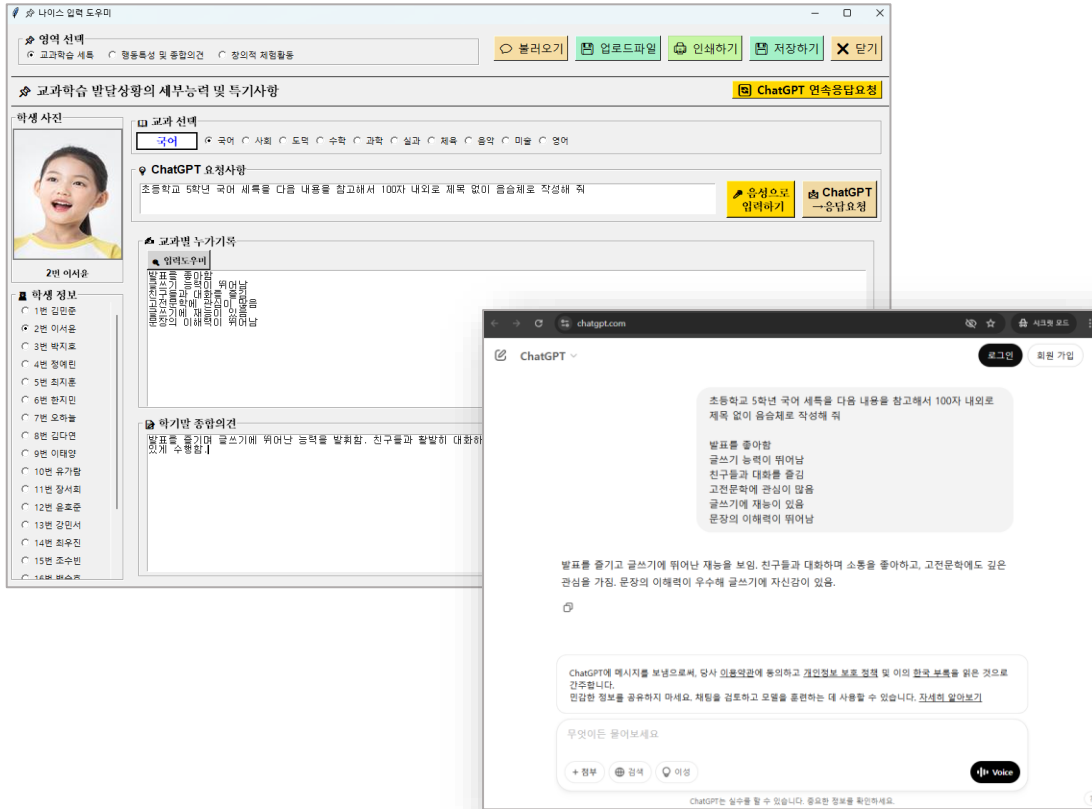 나이스 입력 도우미
영역 선택
교과학습 세특 행동특성 및 종합의견 창의적 체험활동
불러오기 업로드파일 인쇄하기 저장하기 닫기
교과학습 발달상황의 세부능력 및 특기사항
ChatGPT 연속응답요청
학생 사진
2번 이서윤
학생 정보
1번 김민준
2번 이서윤
3번 박지호
4번 정예린
5번 최지훈
6번 한지민
7번 오하늘
8번 김다연
9번 이태양
10번 유가람
11번 장서희
12번 윤호준
13번 강민서
14번 최우진
15번 조수빈
16번
교과 선택
국어 국어 사회 도덕 수학 과학 실과 체육 음악 미술 영어
ChatGPT 요청사항
초등학교 5학년 국어 세특을 다음 내용을 참고해서 100자 내외로 제목 없이 음슴체로 작성해 줘
음성으로
입력하기
ChatGPT
→응답요청
교과별 누가기록
입력도우미
발표를 좋아함
글쓰기 능력이 뛰어남
친구들과 대화를 즐김
고전문학에 관심이 많음
글쓰기에 재능이 있음
문장의 이해력이 뛰어남
학기말 종합의견
발표를 즐기며 글쓰기에 뛰어난 능력을 발휘함. 친구들과 활발히 대화하
있게 수행함.
chatgpt.com
시크릿 모드
ChatGPT
로그인 회원 가입
초등학교 5학년 국어 세특을 다음 내용을 참고해서 100자 내외로
제목 없이 음슴체로 작성해 줘
발표를 좋아함
글쓰기 능력이 뛰어남
친구들과 대화를 즐김
고전문학에 관심이 많음
글쓰기에 재능이 있음
문장의 이해력이 뛰어남
발표를 즐기고 글쓰기에 뛰어난 재능을 보임. 친구들과 대화하며 소통을 좋아하고, 고전문학에도 깊은
관심을 가짐. 문장의 이해력이 우수해 글쓰기에 자신감이 있음.
ChatGPT에 메시지를 보냄으로써, 당사 이용약관에 동의하고 개인정보 보호 정책 및 이의 한국 부록을 읽은 것으로
간주합니다.
민감한 정보를 공유하지 마세요. 채팅을 검토하고 모델을 훈련하는 데 사용할 수 있습니다. 자세히 알아보기
무엇이든 물어보세요
+ 첨부 검색 이성 Voice
ChatGPT는 실수를 할 수 있습니다. 중요한 정보를 확인하세요.